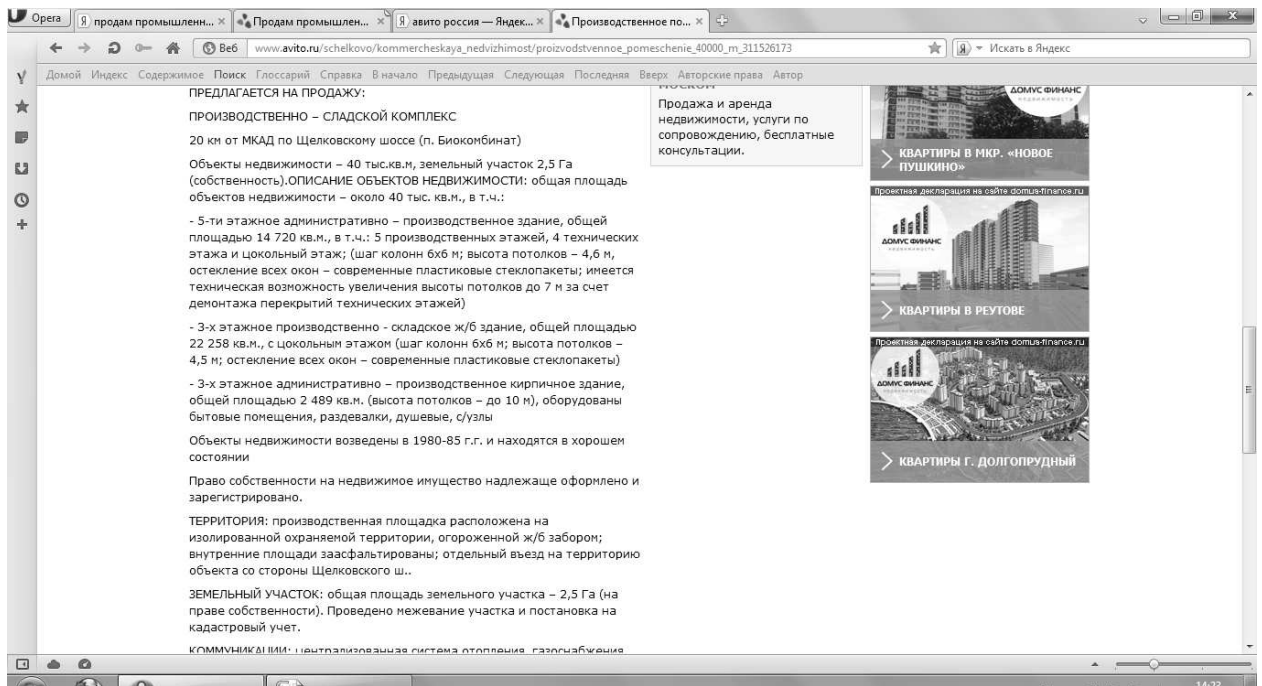 Opera
продам промышленн...
Продам промышлен...
авито россия — Яндек...
Производственное по...
Веб
www.avito.ru/schelkovo/kommercheskaya_nedvizhimost/proizvodstvennoe_pomeschenie_40000_m_311526173
Искать в Яндекс
Домой Индекс Содержимое Поиск Глоссарий Справка В начало Предыдущая Следующая Последняя Вверх Авторские права Автор
ПРЕДЛАГАЕТСЯ НА ПРОДАЖУ:
ПРОИЗВОДСТВЕННО – СЛАДСКОЙ КОМПЛЕКС
20 км от МКАД по Щелковскому шоссе (п. Биокомбинат)
Объекты недвижимости – 40 тыс.кв.м, земельный участок 2,5 Га
(собственность).ОПИСАНИЕ ОБЪЕКТОВ НЕДВИЖИМОСТИ: общая площадь
объектов недвижимости – около 40 тыс. кв.м., в т.ч.:
- 5-ти этажное административно – производственное здание, общей
площадью 14 720 кв.м., в т.ч.: 5 производственных этажей, 4 технических
этажа и цокольный этаж; (шаг колонн 6х6 м; высота потолков – 4,6 м,
остекление всех окон – современные пластиковые стеклопакеты; имеется
техническая возможность увеличения высоты потолков до 7 м за счет
демонтажа перекрытий технических этажей)
- 3-х этажное производственно - складское ж/б здание, общей площадью
22 258 кв.м., с цокольным этажом (шаг колонн 6х6 м; высота потолков –
4,5 м; остекление всех окон – современные пластиковые стеклопакеты)
- 3-х этажное административно – производственное кирпичное здание,
общей площадью 2 489 кв.м. (высота потолков – до 10 м), оборудованы
бытовые помещения, раздевалки, душевые, с/узлы
Объекты недвижимости возведены в 1980-85 г.г. и находятся в хорошем
состоянии
Право собственности на недвижимое имущество надлежаще оформлено и
зарегистрировано.
ТЕРРИТОРИЯ: производственная площадка расположена на
изолированной охраняемой территории, огороженной ж/б забором;
внутренние площади заасфальтированы; отдельный въезд на территорию
объекта со стороны Щелковского ш..
ЗЕМЕЛЬНЫЙ УЧАСТОК: общая площадь земельного участка – 2,5 Га (на
праве собственности). Проведено межевание участка и постановка на
кадастровый учет.
КОММУНИКАЦИИ: централизованная система отопления, газоснабжения
Продажа и аренда
недвижимости, услуги по
сопровождению, бесплатные
консультации.
ДОМУС ФИНАНС
НЕДВИЖИМОСТЬ
КВАРТИРЫ В МКР. «НОВОЕ
ПУШКИНО»
Проектная декларация на сайте domus-finance.ru
ДОМУС ФИНАНС
НЕДВИЖИМОСТЬ
КВАРТИРЫ В РЕУТОВЕ
Проектная декларация на сайте domus-finance.ru
ДОМУС ФИНАНС
НЕДВИЖИМОСТЬ
КВАРТИРЫ Г. ДОЛГОПРУДНЫЙ